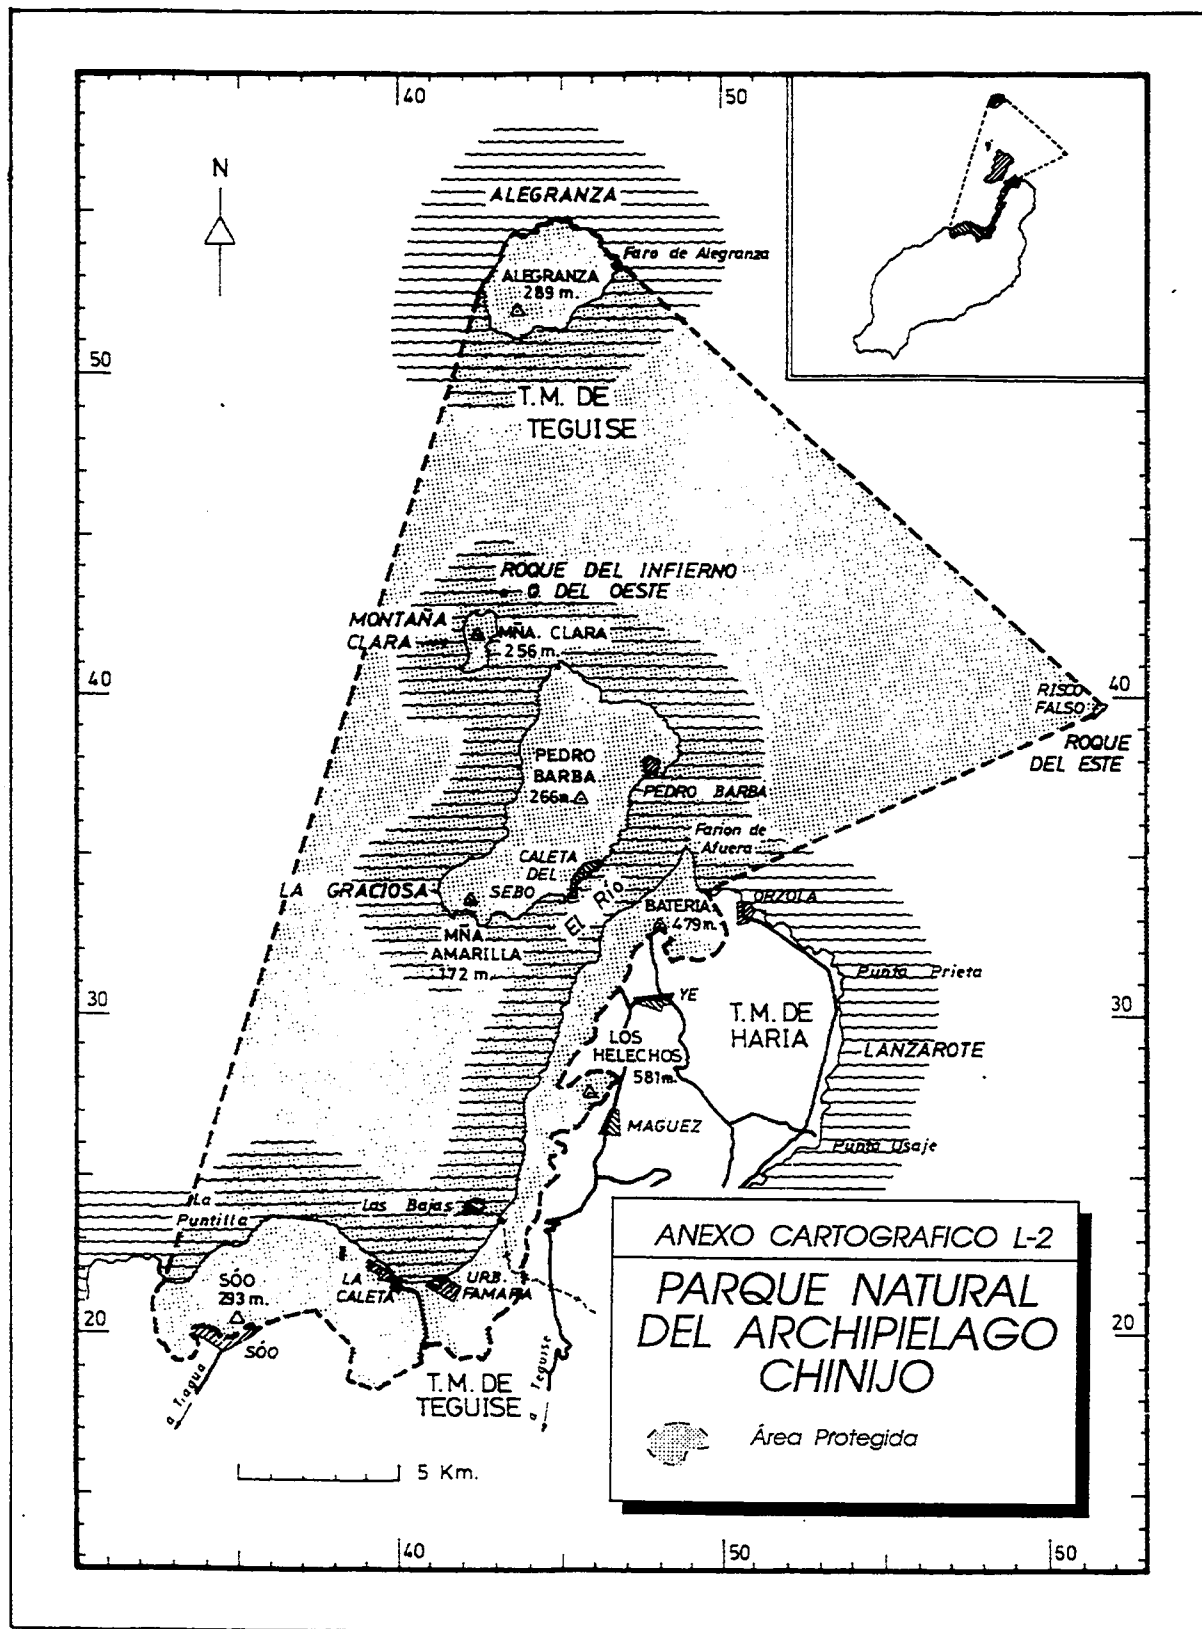 40
50
N
ALEGRANZA
Faro de Alegranza
ALEGRANZA
289 m.
50
T.M. DE
TEGUISE
ROQUE DEL INFIERNO
O. DEL OESTE
MONTAÑA
CLARA
MÑA. CLARA
256 m.
40
40
RISCO
FALSO
ROQUE
DEL ESTE
PEDRO
BARBA
266m.
PEDRO BARBA
Farion de
Afuera
CALETA
DEL
SEBO
LA GRACIOSA
El Río
BATERIA
479m.
ORZOLA
MÑA
AMARILLA
172 m.
Punta Prieta
30
30
YE
T.M. DE
HARIA
LOS
HELECHOS
581m.
LANZAROTE
MAGUEZ
Punta Usaje
La
Puntilla
Las Bajas
SÓO
293 m.
LA
CALETA
URB.
FAMARA
20
20
SÓO
a Tiagua
a Teguise
T.M. DE
TEGUISE
ANEXO CARTOGRAFICO L-2
PARQUE NATURAL
DEL ARCHIPIELAGO
CHINIJO
Área Protegida
5 Km.
40
50
60